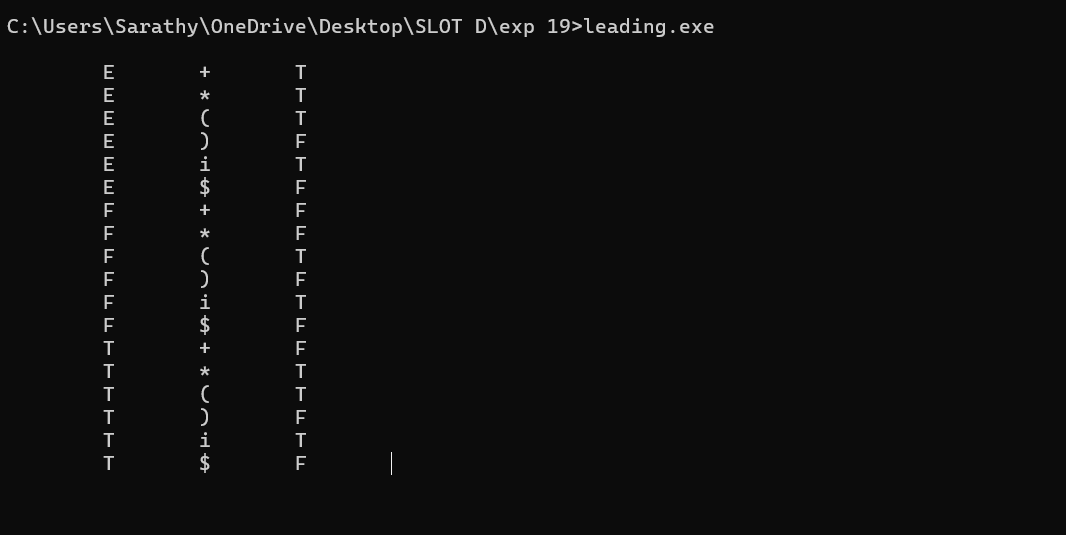 C:\Users\Sarathy\OneDrive\Desktop\SLOT D\exp 19>leading.exe
E + T
E * T
E ( T
E ) F
E i T
E $ F
F + F
F * F
F ( T
F ) F
F i T
F $ F
T + F
T * T
T ( T
T ) F
T i T
T $ F